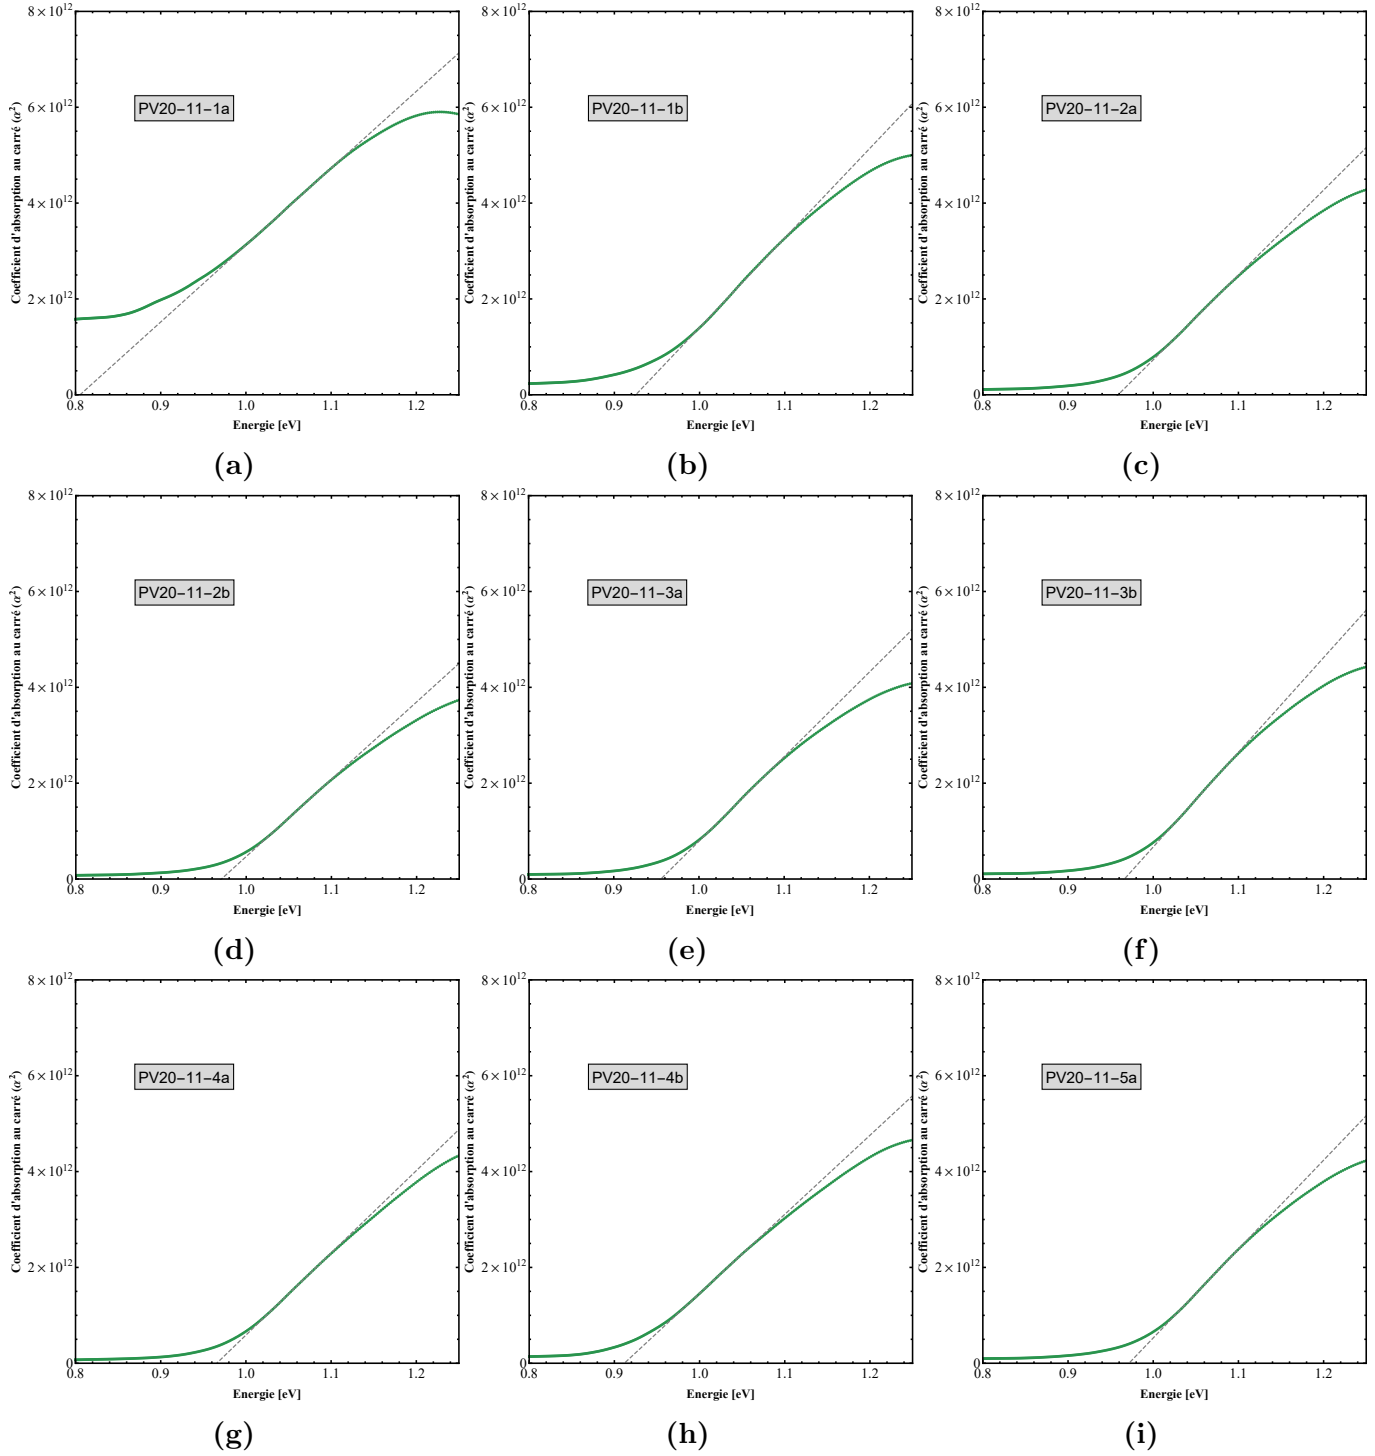 8×10¹²
6×10¹²
4×10¹²
2×10¹²
0
0.8 0.9 1.0 1.1 1.2
Coefficient d'absorption au carré (α²)
PV20-11-1a
Energie [eV]
(a)
8×10¹²
6×10¹²
4×10¹²
2×10¹²
0
0.8 0.9 1.0 1.1 1.2
Coefficient d'absorption au carré (α²)
PV20-11-1b
Energie [eV]
(b)
8×10¹²
6×10¹²
4×10¹²
2×10¹²
0
0.8 0.9 1.0 1.1 1.2
Coefficient d'absorption au carré (α²)
PV20-11-2a
Energie [eV]
(c)
8×10¹²
6×10¹²
4×10¹²
2×10¹²
0
0.8 0.9 1.0 1.1 1.2
Coefficient d'absorption au carré (α²)
PV20-11-2b
Energie [eV]
(d)
8×10¹²
6×10¹²
4×10¹²
2×10¹²
0
0.8 0.9 1.0 1.1 1.2
Coefficient d'absorption au carré (α²)
PV20-11-3a
Energie [eV]
(e)
8×10¹²
6×10¹²
4×10¹²
2×10¹²
0
0.8 0.9 1.0 1.1 1.2
Coefficient d'absorption au carré (α²)
PV20-11-3b
Energie [eV]
(f)
8×10¹²
6×10¹²
4×10¹²
2×10¹²
0
0.8 0.9 1.0 1.1 1.2
Coefficient d'absorption au carré (α²)
PV20-11-4a
Energie [eV]
(g)
8×10¹²
6×10¹²
4×10¹²
2×10¹²
0
0.8 0.9 1.0 1.1 1.2
Coefficient d'absorption au carré (α²)
PV20-11-4b
Energie [eV]
(h)
8×10¹²
6×10¹²
4×10¹²
2×10¹²
0
0.8 0.9 1.0 1.1 1.2
Coefficient d'absorption au carré (α²)
PV20-11-5a
Energie [eV]
(i)